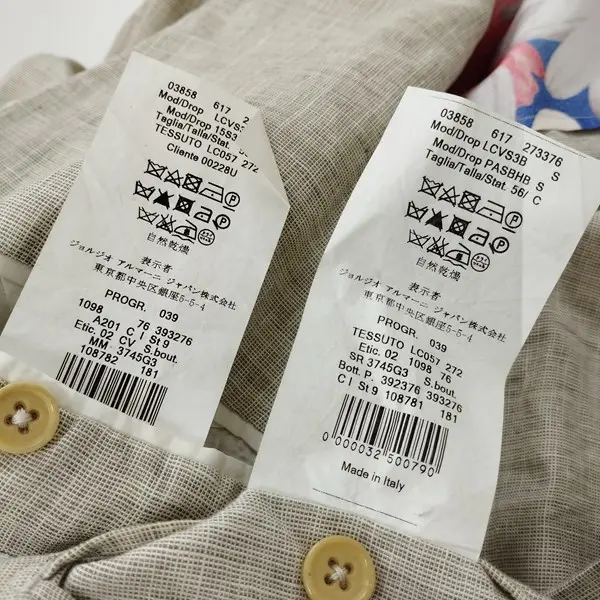 03858 617 2
Mod/Drop LCVS3
Mod/Drop 15S3
Taglia/Talla/Stat.
TESSUTO LC057 272
Cliente 00228U
自然乾燥
表示者
ジョルジオ アルマーニ ジャパン株式会社
東京都中央区銀座5-5-4
PROGR. 039
1098 76 393276
A201 C I St 9
Etic. 02 CV S.bout.
MM 3745G3
108782 181
03858 617 273376
Mod/Drop LCVS3B S
Mod/Drop PASBHB S
Taglia/Talla/Stat. 56/ C
自然乾燥
表示者
ジョルジオ アルマーニ ジャパン株式会社
東京都中央区銀座5-5-4
PROGR. 039
TESSUTO LC057 272
Etic. 02 1098 76
SR 3745G3 S.bout.
Bott. P. 392376 393276
C I St 9 108781 181
0 000032 500790
Made in Italy